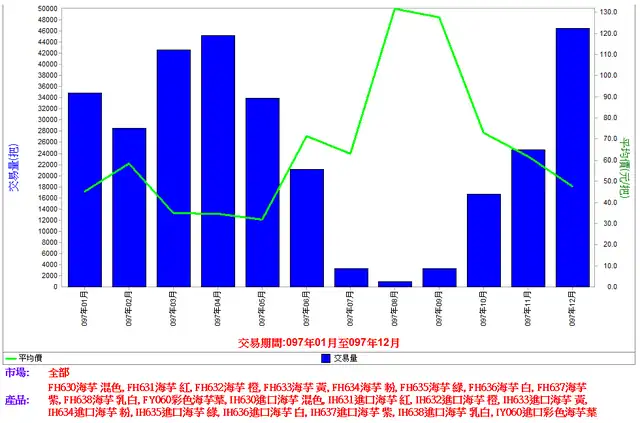 50000
48000
46000
44000
42000
40000
38000
36000
34000
32000
30000
28000
26000
24000
22000
20000
18000
16000
14000
12000
10000
8000
6000
4000
2000
0
交易量(把)
130.0
120.0
110.0
100.0
90.0
80.0
70.0
60.0
50.0
40.0
30.0
20.0
10.0
0.0
平均價(元/把)
097年01月
097年02月
097年03月
097年04月
097年05月
097年06月
097年07月
097年08月
097年09月
097年10月
097年11月
097年12月
交易期間:097年01月至097年12月
平均價 交易量
市場: 全部
FH630海芋 混色, FH631海芋 紅, FH632海芋 橙, FH633海芋 黃, FH634海芋 粉, FH635海芋 綠, FH636海芋 白, FH637海芋
產品: 紫, FH638海芋 乳白, FY060彩色海芋葉, IH630進口海芋 混色, IH631進口海芋 紅, IH632進口海芋 橙, IH633進口海芋 黃,
IH634進口海芋 粉, IH635進口海芋 綠, IH636進口海芋 白, IH637進口海芋 紫, IH638進口海芋 乳白, IY060進口彩色海芋葉